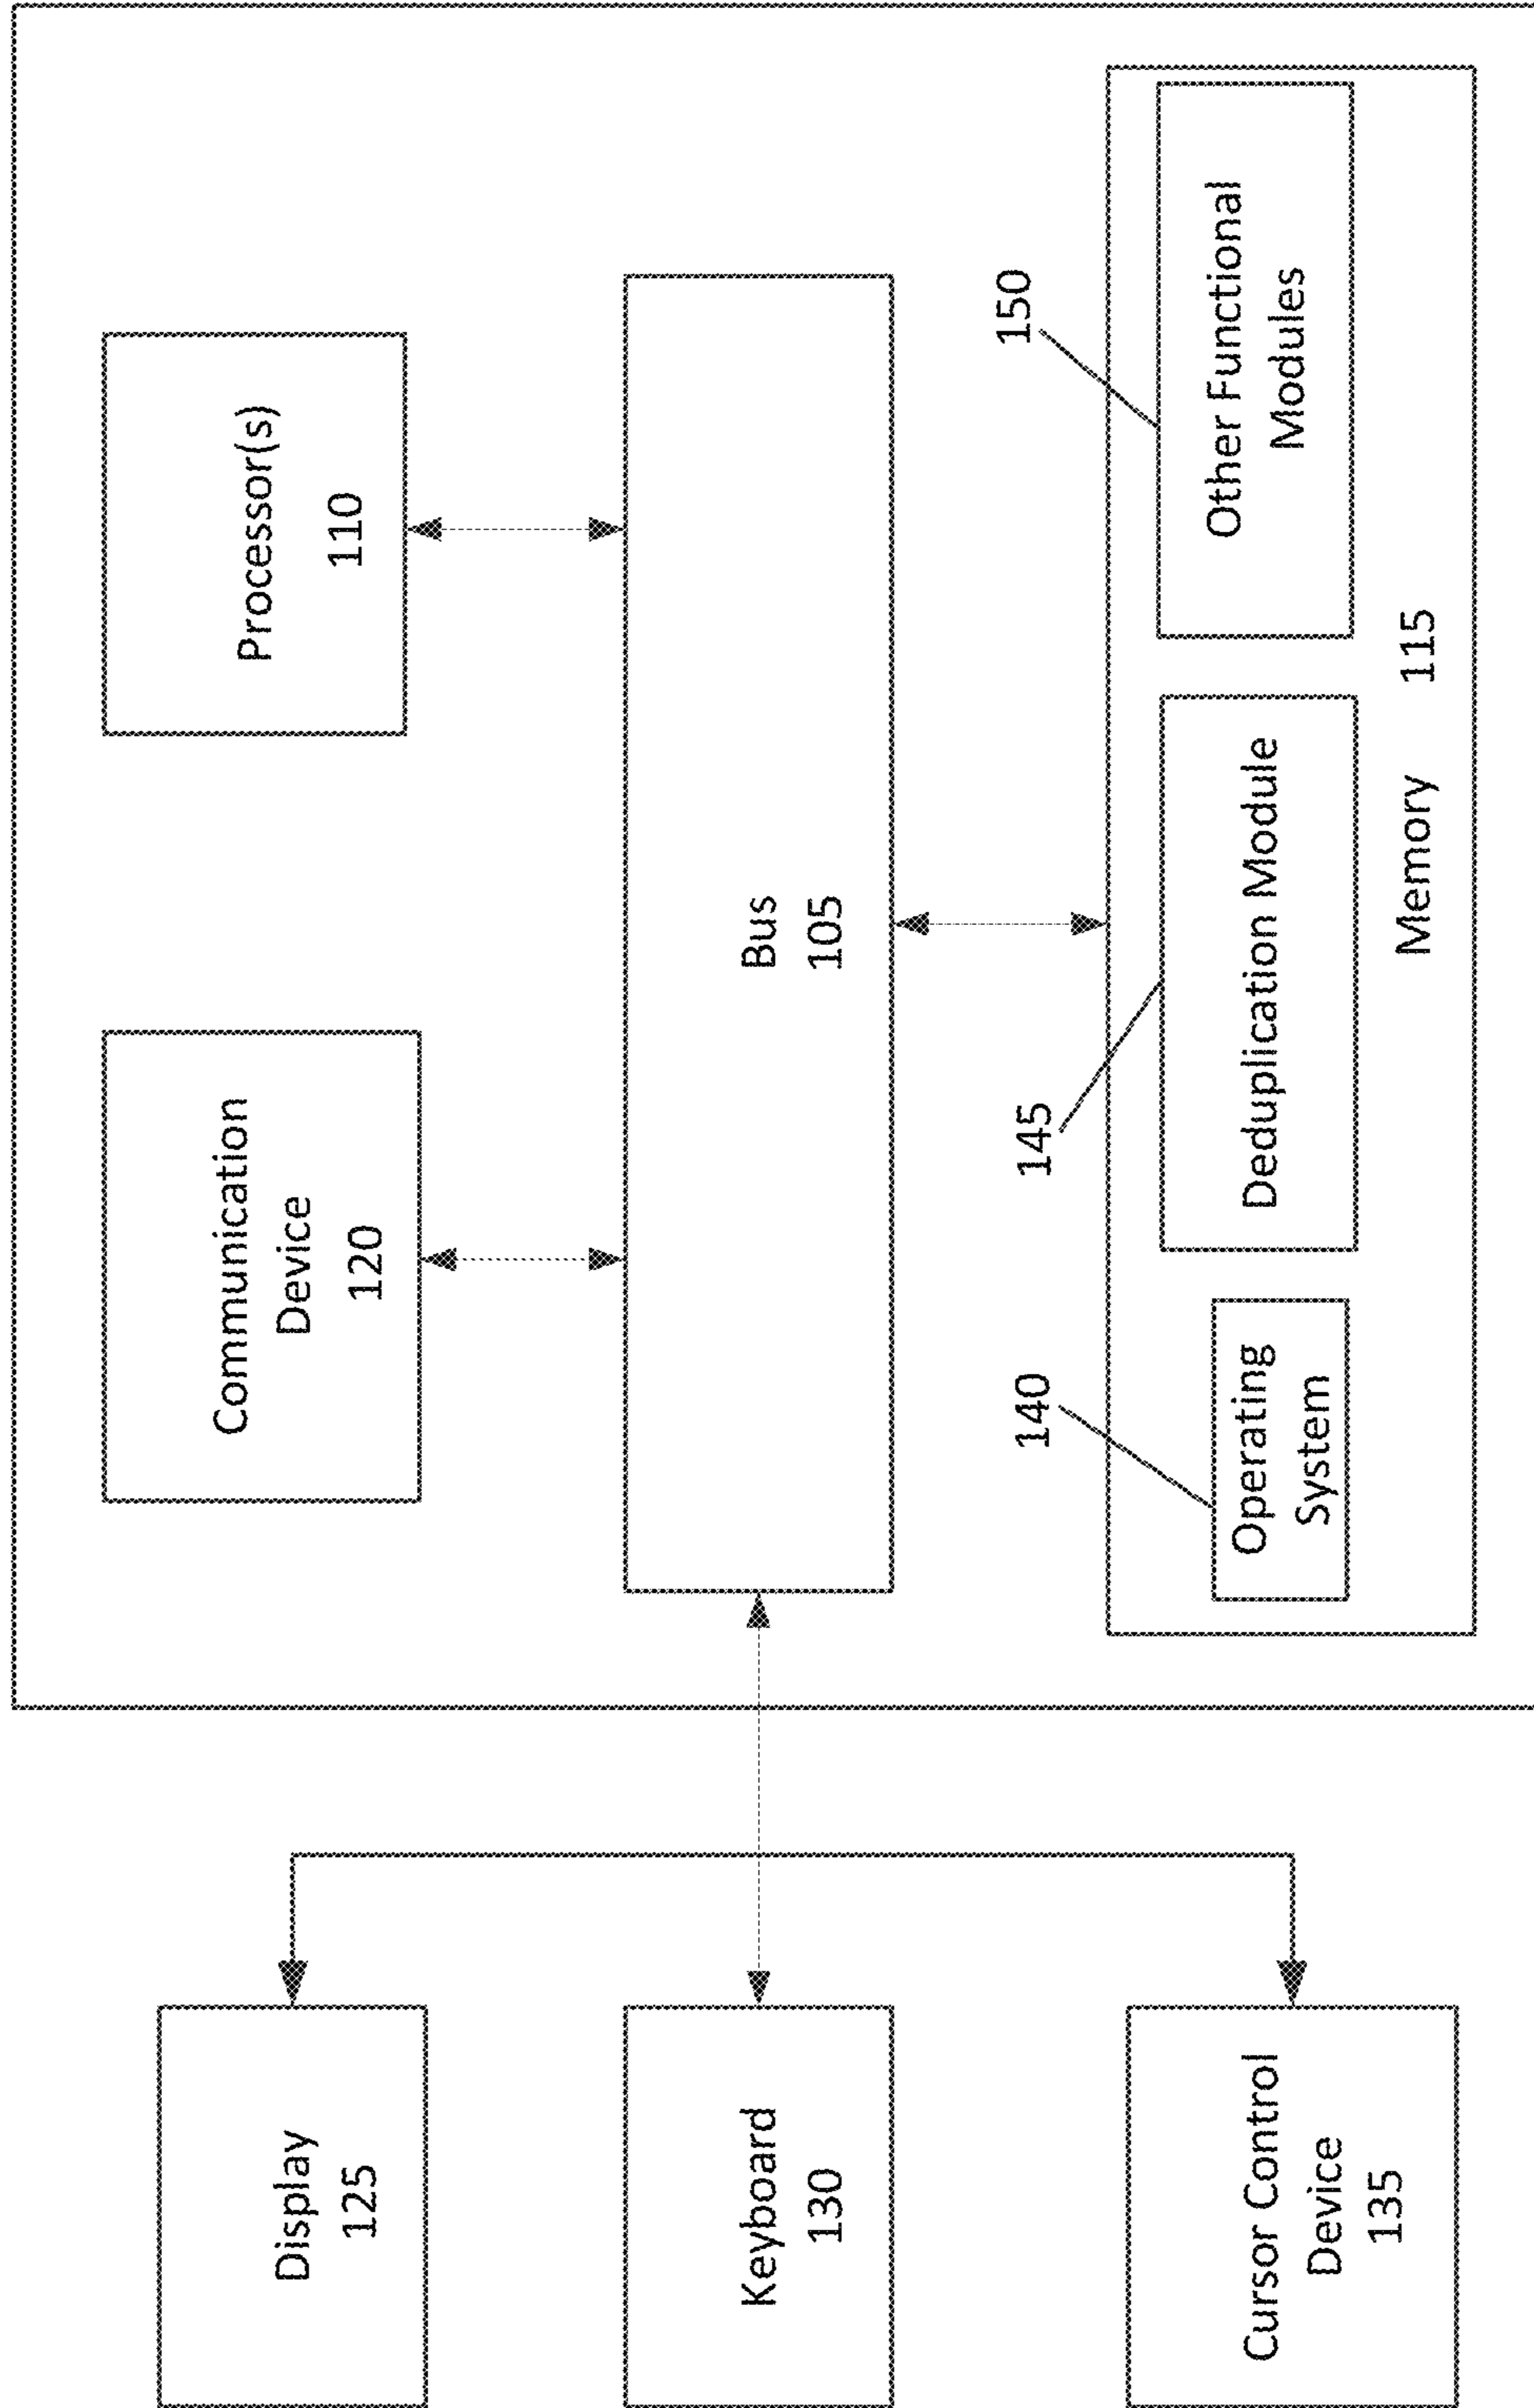 Display
125
Keyboard
130
Cursor Control
Device
135
Communication
Device
120
Processor(s)
110
Bus
105
140
145
150
Operating
System
Deduplication Module
Other Functional
Modules
Memory 115